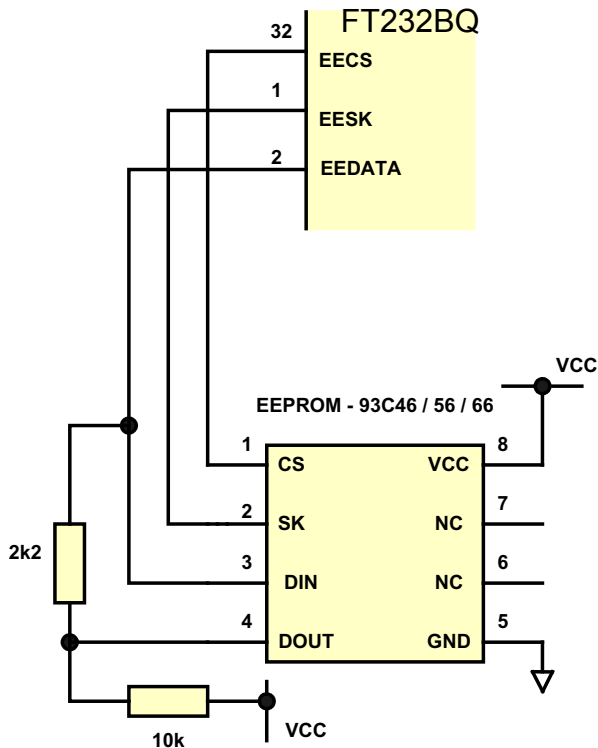 FT232BQ
32
EECS
1
EESK
2
EEDATA
VCC
EEPROM - 93C46 / 56 / 66
1
CS
VCC
8
2
SK
NC
7
3
DIN
NC
6
4
DOUT
GND
5
2k2
10k
VCC